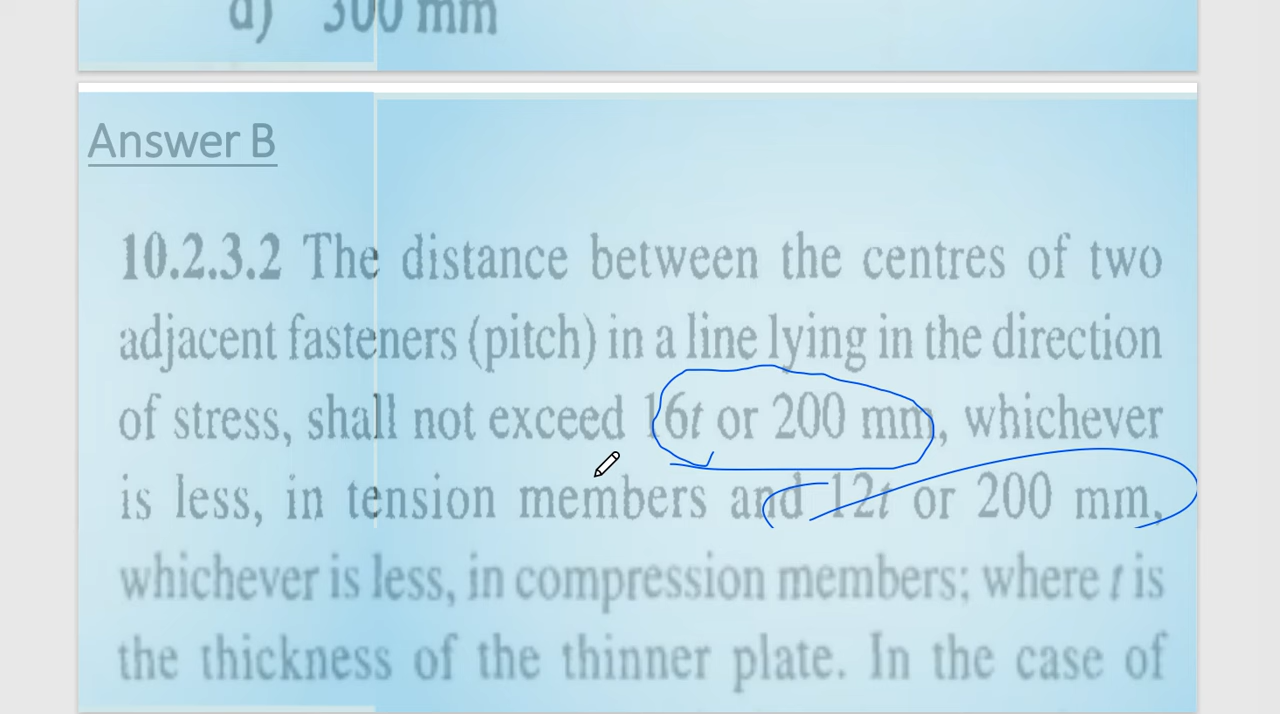 d) 300 mm
Answer B
10.2.3.2 The distance between the centres of two
adjacent fasteners (pitch) in a line lying in the direction
of stress, shall not exceed 16t or 200 mm, whichever
is less, in tension members and 12t or 200 mm,
whichever is less, in compression members; where t is
the thickness of the thinner plate. In the case of